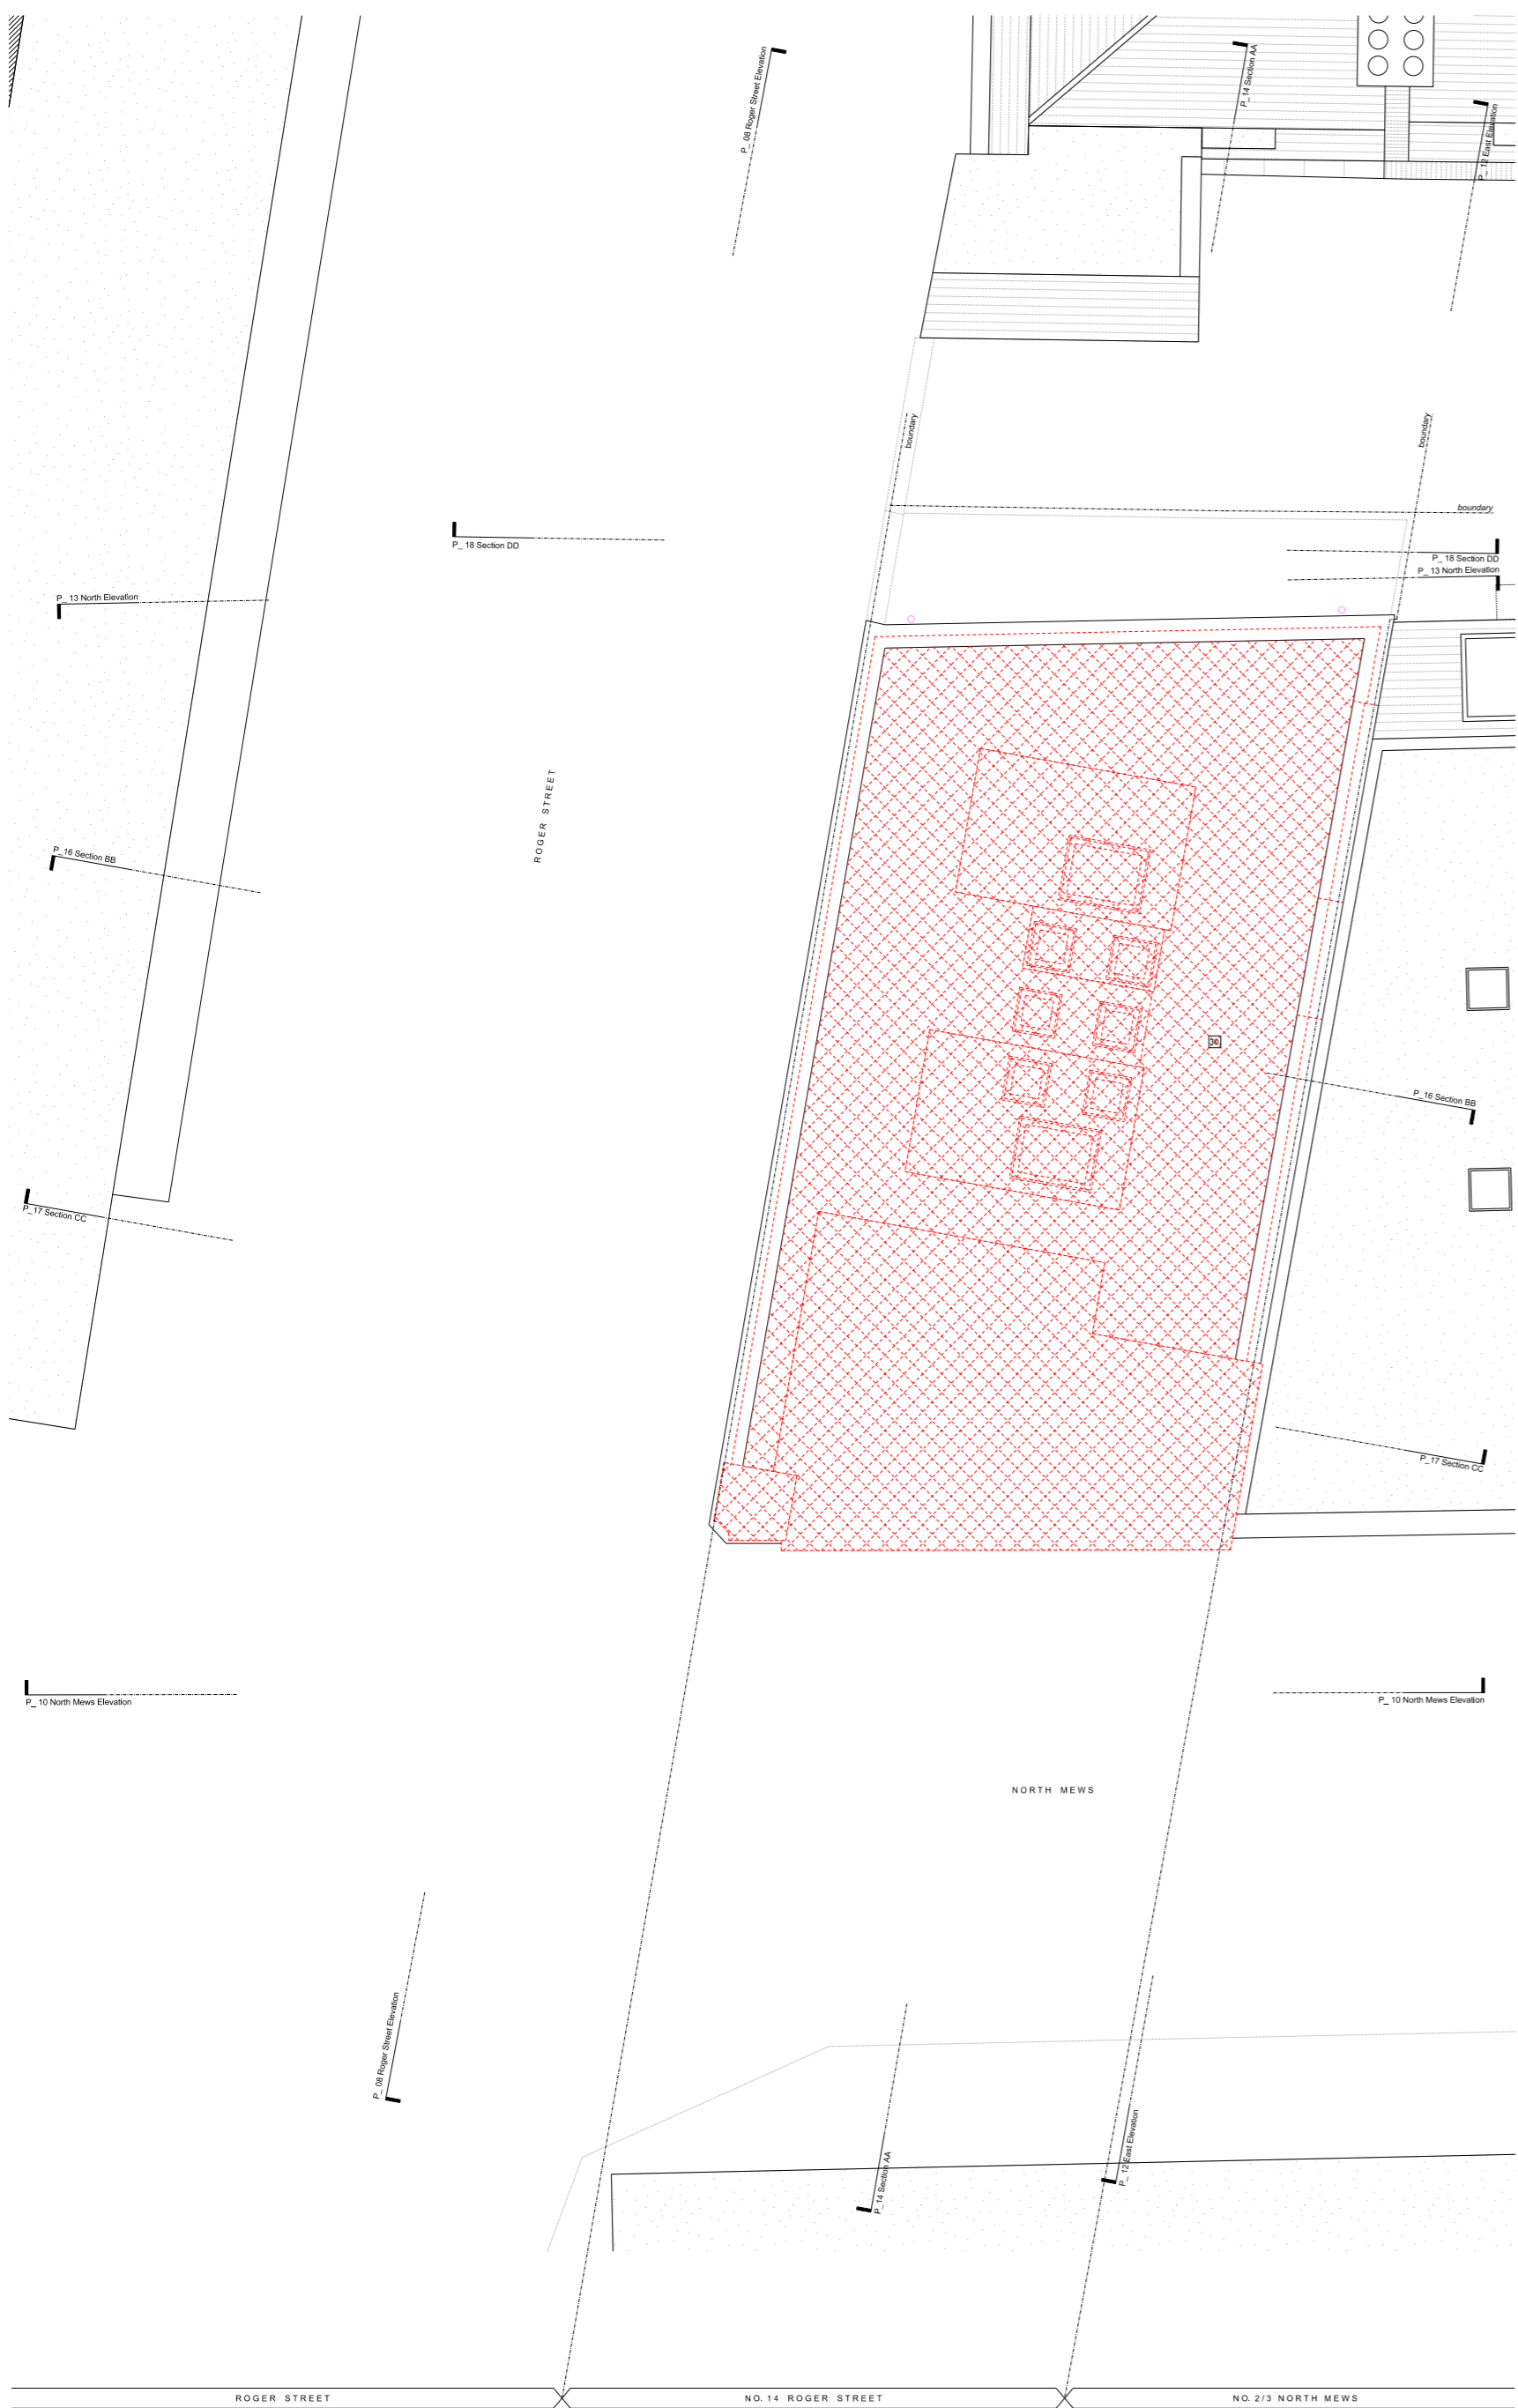 P_ 08 Roger Street Elevation
P_14 Section AA
P_ 12 East Elevation
boundary
boundary
boundary
P_ 18 Section DD
P_ 18 Section DD
P_ 13 North Elevation
P_ 13 North Elevation
ROGER STREET
P_16 Section BB
30.
P_16 Section BB
P_17 Section CC
P_17 Section CC
P_ 10 North Mews Elevation
P_ 10 North Mews Elevation
NORTH MEWS
P_ 08 Roger Street Elevation
P_14 Section AA
P_ 12 East Elevation
ROGER STREET
NO. 14 ROGER STREET
NO. 2/3 NORTH MEWS